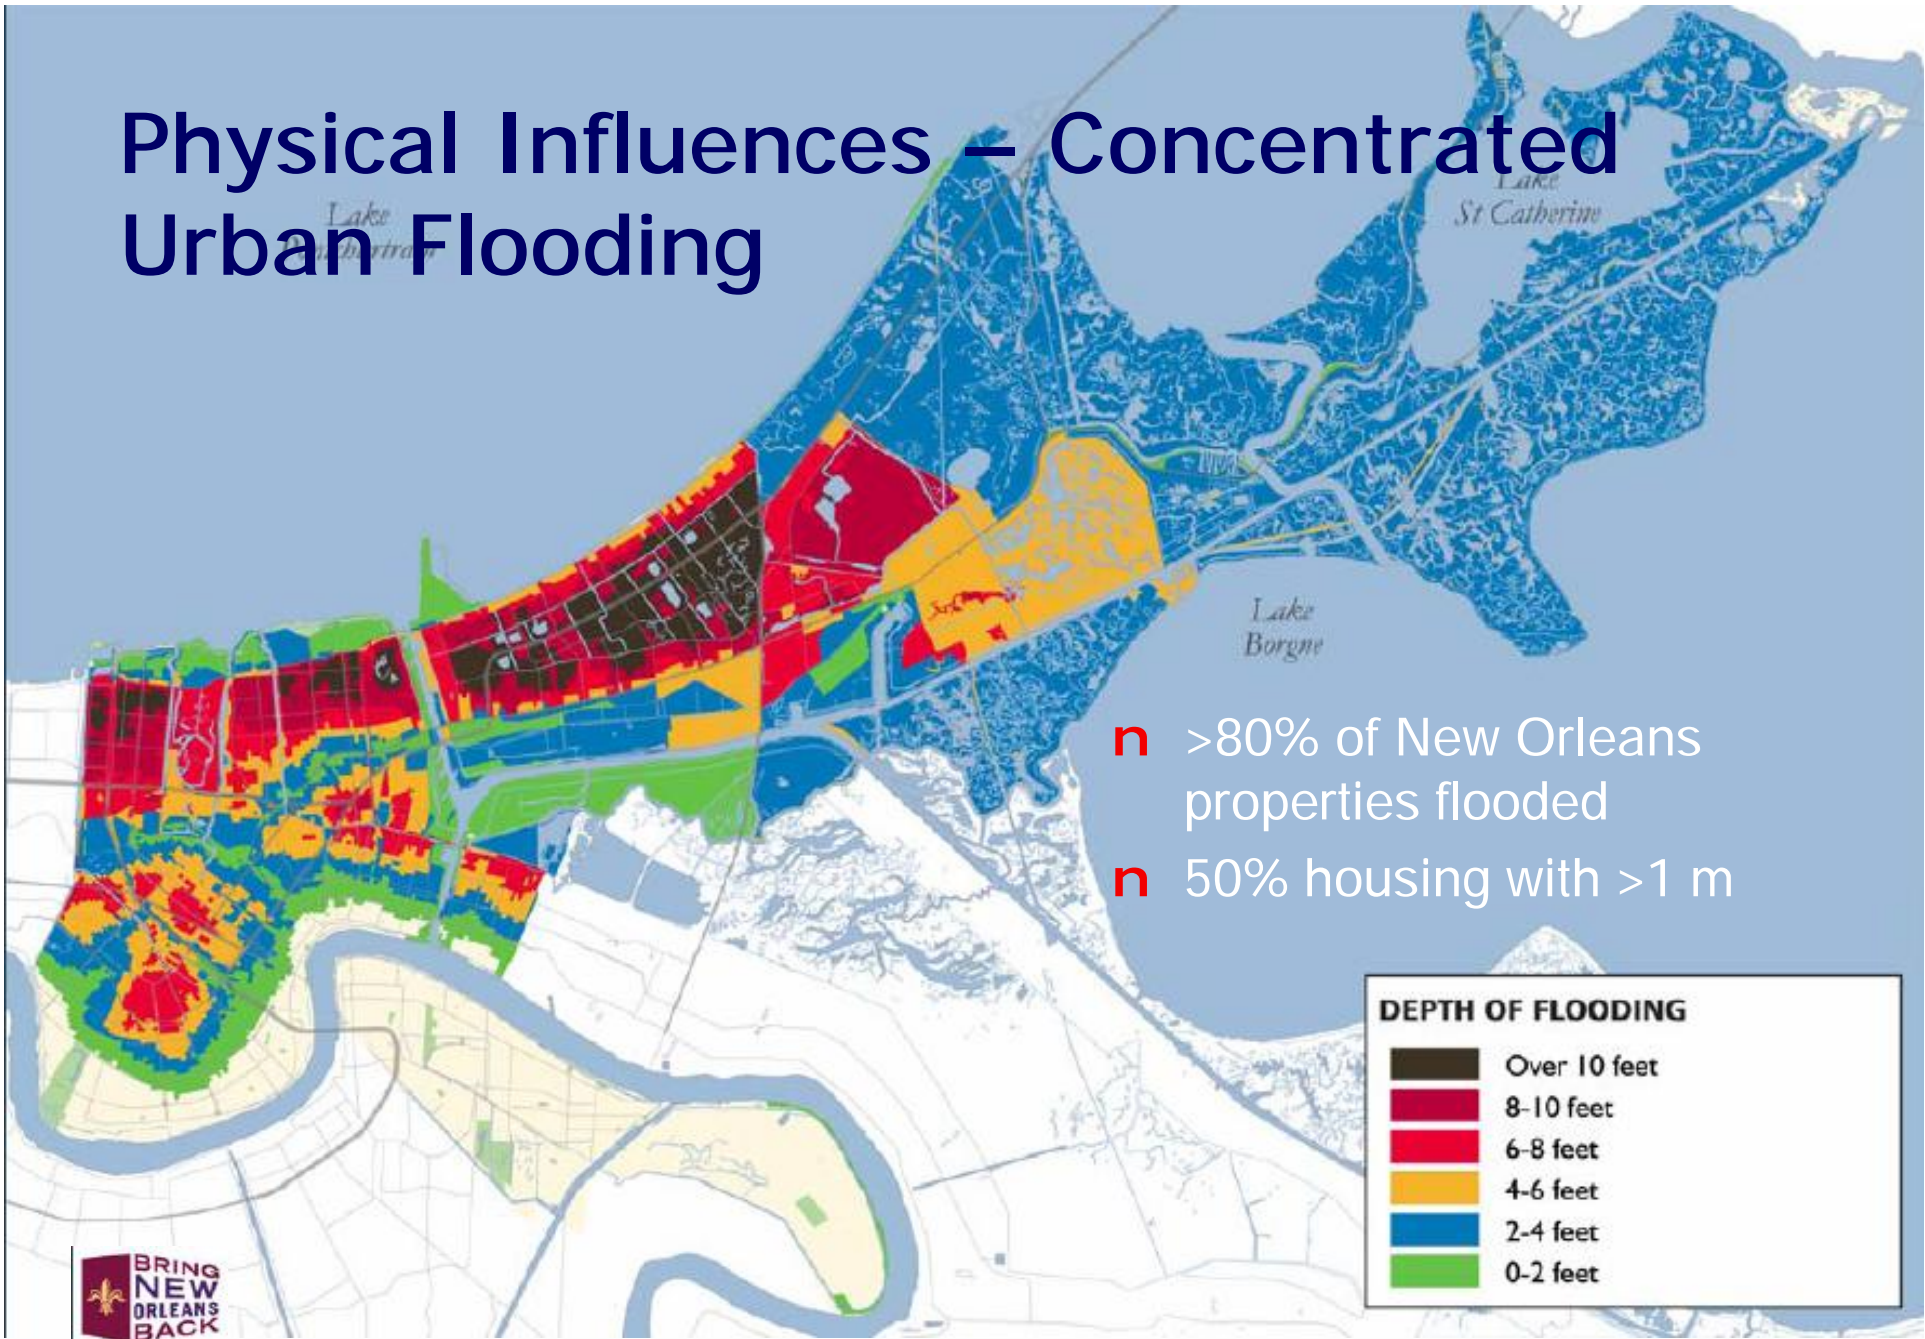 Physical Influences – Concentrated
Urban Flooding
Lake
Pontchartrain
Lake
St Catherine
Lake
Borgne
n >80% of New Orleans
properties flooded
n 50% housing with >1 m
DEPTH OF FLOODING
Over 10 feet
8-10 feet
6-8 feet
4-6 feet
2-4 feet
0-2 feet
BRING
NEW
ORLEANS
BACK